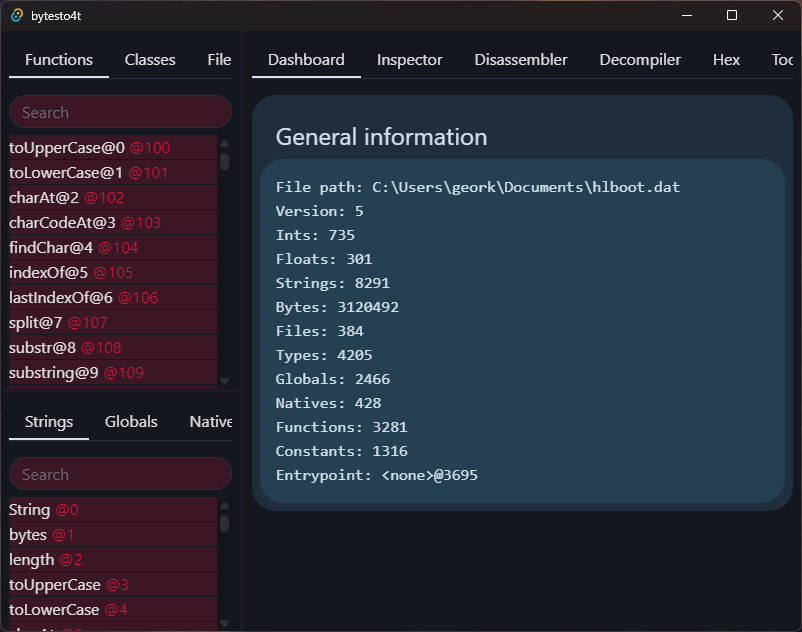 bytesto4t
Functions Classes File
Search
toUpperCase@0 @100
toLowerCase@1 @101
charAt@2 @102
charCodeAt@3 @103
findChar@4 @104
indexOf@5 @105
lastIndexOf@6 @106
split@7 @107
substr@8 @108
substring@9 @109
Strings Globals Native
Search
String @0
bytes @1
length @2
toUpperCase @3
toLowerCase @4
Dashboard Inspector Disassembler Decompiler Hex
General information
File path: C:\Users\geork\Documents\hlboot.dat
Version: 5
Ints: 735
Floats: 301
Strings: 8291
Bytes: 3120492
Files: 384
Types: 4205
Globals: 2466
Natives: 428
Functions: 3281
Constants: 1316
Entrypoint: <none>@3695